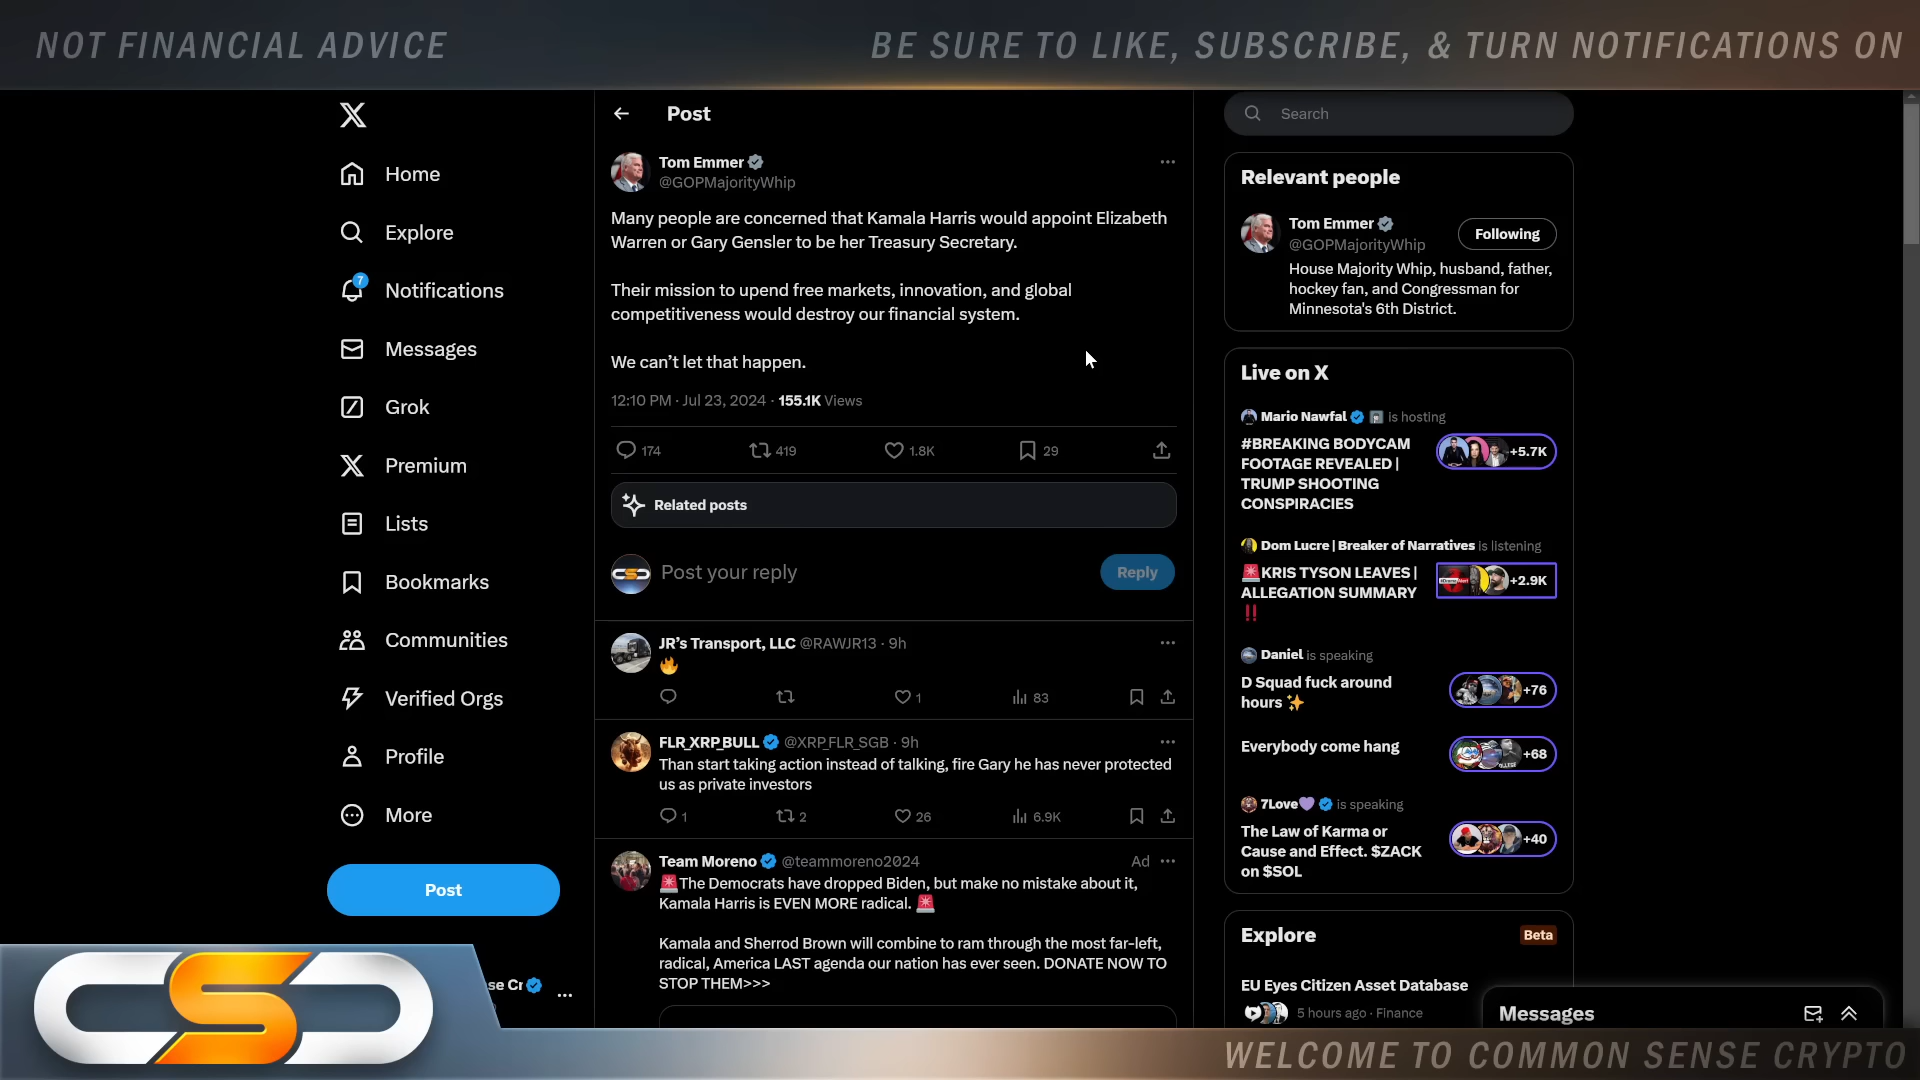 NOT FINANCIAL ADVICE
BE SURE TO LIKE, SUBSCRIBE, & TURN NOTIFICATIONS ON
Home
Explore
7
Notifications
Messages
Grok
Premium
Lists
Bookmarks
Communities
Verified Orgs
Profile
More
Post
se Cr
Post
Tom Emmer
@GOPMajorityWhip
Many people are concerned that Kamala Harris would appoint Elizabeth
Warren or Gary Gensler to be her Treasury Secretary.
Their mission to upend free markets, innovation, and global
competitiveness would destroy our financial system.
We can't let that happen.
12:10 PM · Jul 23, 2024 · 155.1K Views
174 419 1.8K 29
Related posts
Post your reply
Reply
JR's Transport, LLC @RAWJR13 · 9h
🔥
1 83
FLR_XRP_BULL @XRP_FLR_SGB · 9h
Than start taking action instead of talking, fire Gary he has never protected
us as private investors
1 2 26 6.9K
Team Moreno @teammoreno2024 Ad
🚨The Democrats have dropped Biden, but make no mistake about it,
Kamala Harris is EVEN MORE radical. 🚨
Kamala and Sherrod Brown will combine to ram through the most far-left,
radical, America LAST agenda our nation has ever seen. DONATE NOW TO
STOP THEM>>>
Search
Relevant people
Tom Emmer
@GOPMajorityWhip
Following
House Majority Whip, husband, father,
hockey fan, and Congressman for
Minnesota's 6th District.
Live on X
Mario Nawfal is hosting
#BREAKING BODYCAM
FOOTAGE REVEALED |
TRUMP SHOOTING
CONSPIRACIES
+5.7K
Dom Lucre | Breaker of Narratives is listening
🚨KRIS TYSON LEAVES |
ALLEGATION SUMMARY
‼️
+2.9K
Daniel is speaking
D Squad fuck around
hours ✨
+76
Everybody come hang
+68
7Love💜 is speaking
The Law of Karma or
Cause and Effect. $ZACK
on $SOL
+40
Explore
Beta
EU Eyes Citizen Asset Database
5 hours ago · Finance
Messages
CSC
WELCOME TO COMMON SENSE CRYPTO